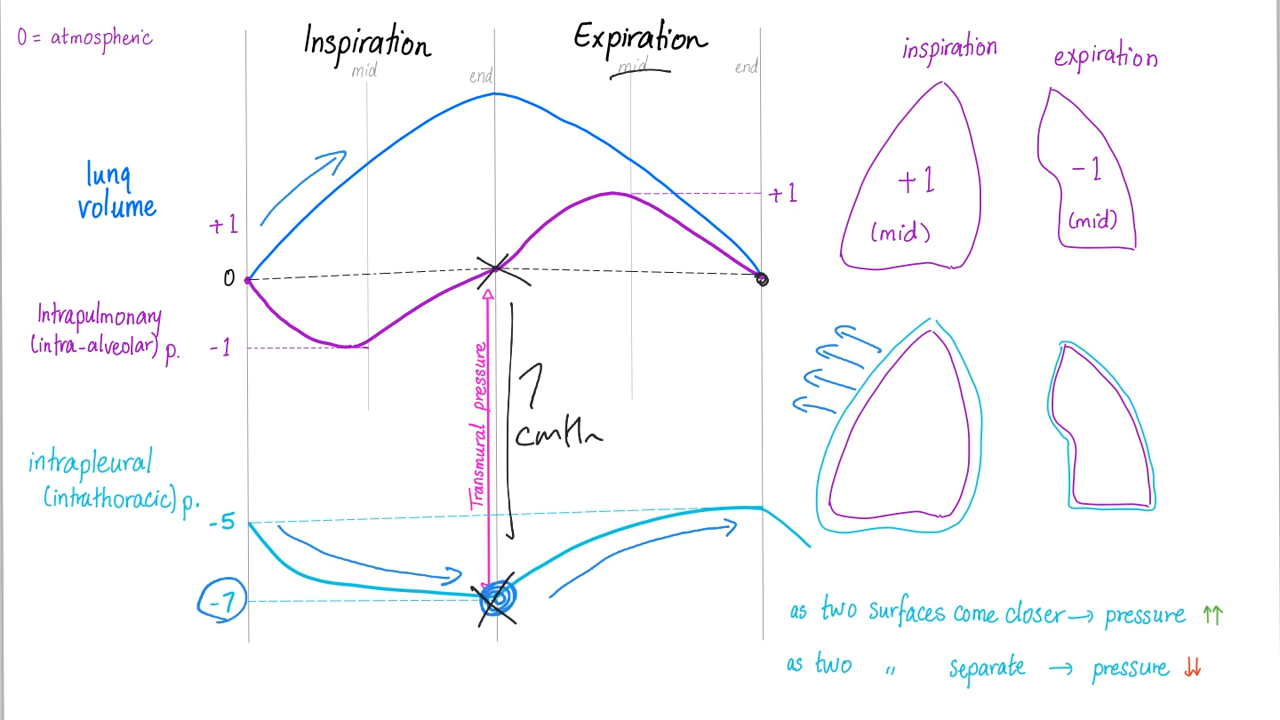 0 = atmospheric
Inspiration
Expiration
mid
end
mid
end
inspiration
expiration
lung
volume
+1
0
Intrapulmonary
(intra-alveolar) p.
-1
+1
+1
(mid)
-1
(mid)
Transmural pressure
7
intrapleural
(intrathoracic) p.
-5
-7
as two surfaces come closer → pressure ↑↑
as two " separate → pressure ↓↓